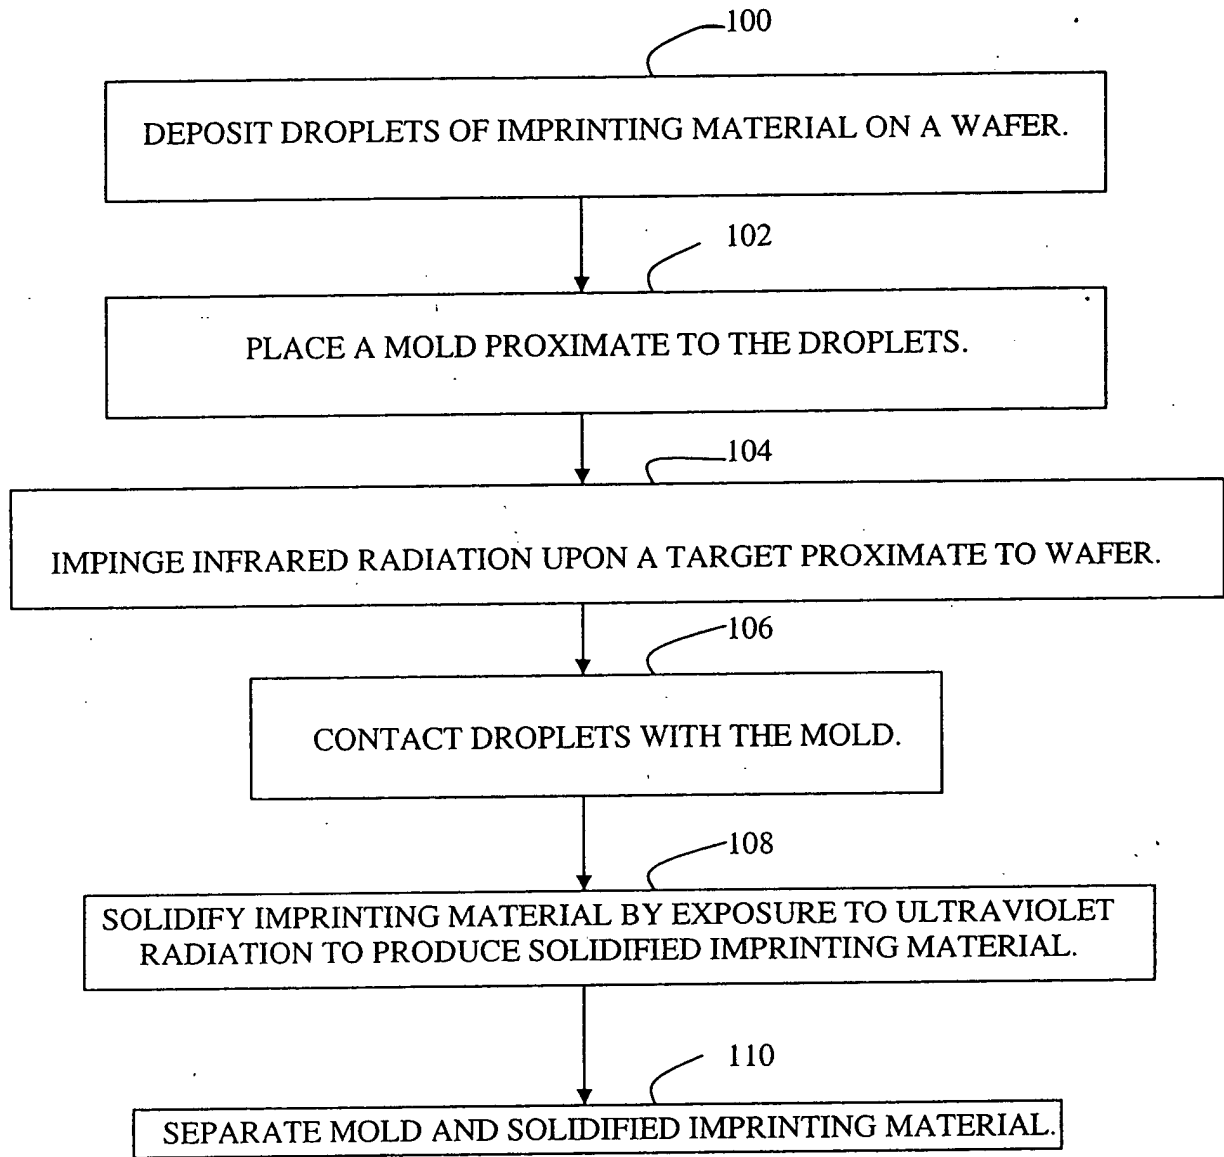 100
DEPOSIT DROPLETS OF IMPRINTING MATERIAL ON A WAFER.
102
PLACE A MOLD PROXIMATE TO THE DROPLETS.
104
IMPINGE INFRARED RADIATION UPON A TARGET PROXIMATE TO WAFER.
106
CONTACT DROPLETS WITH THE MOLD.
108
SOLIDIFY IMPRINTING MATERIAL BY EXPOSURE TO ULTRAVIOLET
RADIATION TO PRODUCE SOLIDIFIED IMPRINTING MATERIAL.
110
SEPARATE MOLD AND SOLIDIFIED IMPRINTING MATERIAL.